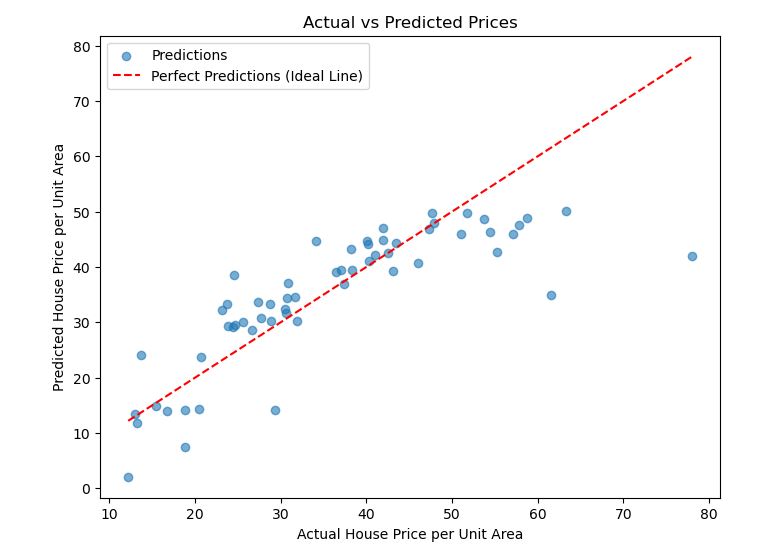 Actual vs Predicted Prices
Predictions
Perfect Predictions (Ideal Line)
80
70
60
50
40
30
20
10
0
Predicted House Price per Unit Area
10 20 30 40 50 60 70 80
Actual House Price per Unit Area